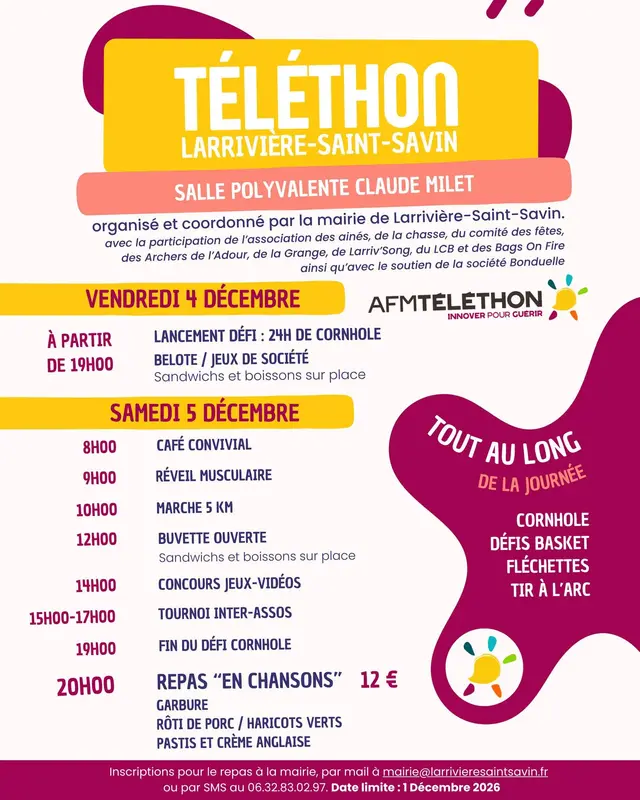 TÉLÉTHON
LARRIVIÈRE-SAINT-SAVIN
SALLE POLYVALENTE CLAUDE MILET
organisé et coordonné par la mairie de Larrivière-Saint-Savin.
avec la participation de l'association des ainés, de la chasse, du comité des fêtes,
des Archers de l'Adour, de la Grange, de Larriv'Song, du LCB et des Bags On Fire
ainsi qu'avec le soutien de la société Bonduelle
VENDREDI 4 DÉCEMBRE
AFMTÉLÉTHON
INNOVER POUR GUÉRIR
À PARTIR
DE 19H00
LANCEMENT DÉFI : 24H DE CORNHOLE
BELOTE / JEUX DE SOCIÉTÉ
Sandwichs et boissons sur place
SAMEDI 5 DÉCEMBRE
8H00 CAFÉ CONVIVIAL
9H00 RÉVEIL MUSCULAIRE
10H00 MARCHE 5 KM
12H00 BUVETTE OUVERTE
Sandwichs et boissons sur place
14H00 CONCOURS JEUX-VIDÉOS
15H00-17H00 TOURNOI INTER-ASSOS
19H00 FIN DU DÉFI CORNHOLE
20H00 REPAS "EN CHANSONS" 12 €
GARBURE
RÔTI DE PORC / HARICOTS VERTS
PASTIS ET CRÈME ANGLAISE
TOUT AU LONG
DE LA JOURNÉE
CORNHOLE
DÉFIS BASKET
FLÉCHETTES
TIR À L'ARC
Inscriptions pour le repas à la mairie, par mail à mairie@larrivieresaintsavin.fr
ou par SMS au 06.32.83.02.97. Date limite : 1 Décembre 2026